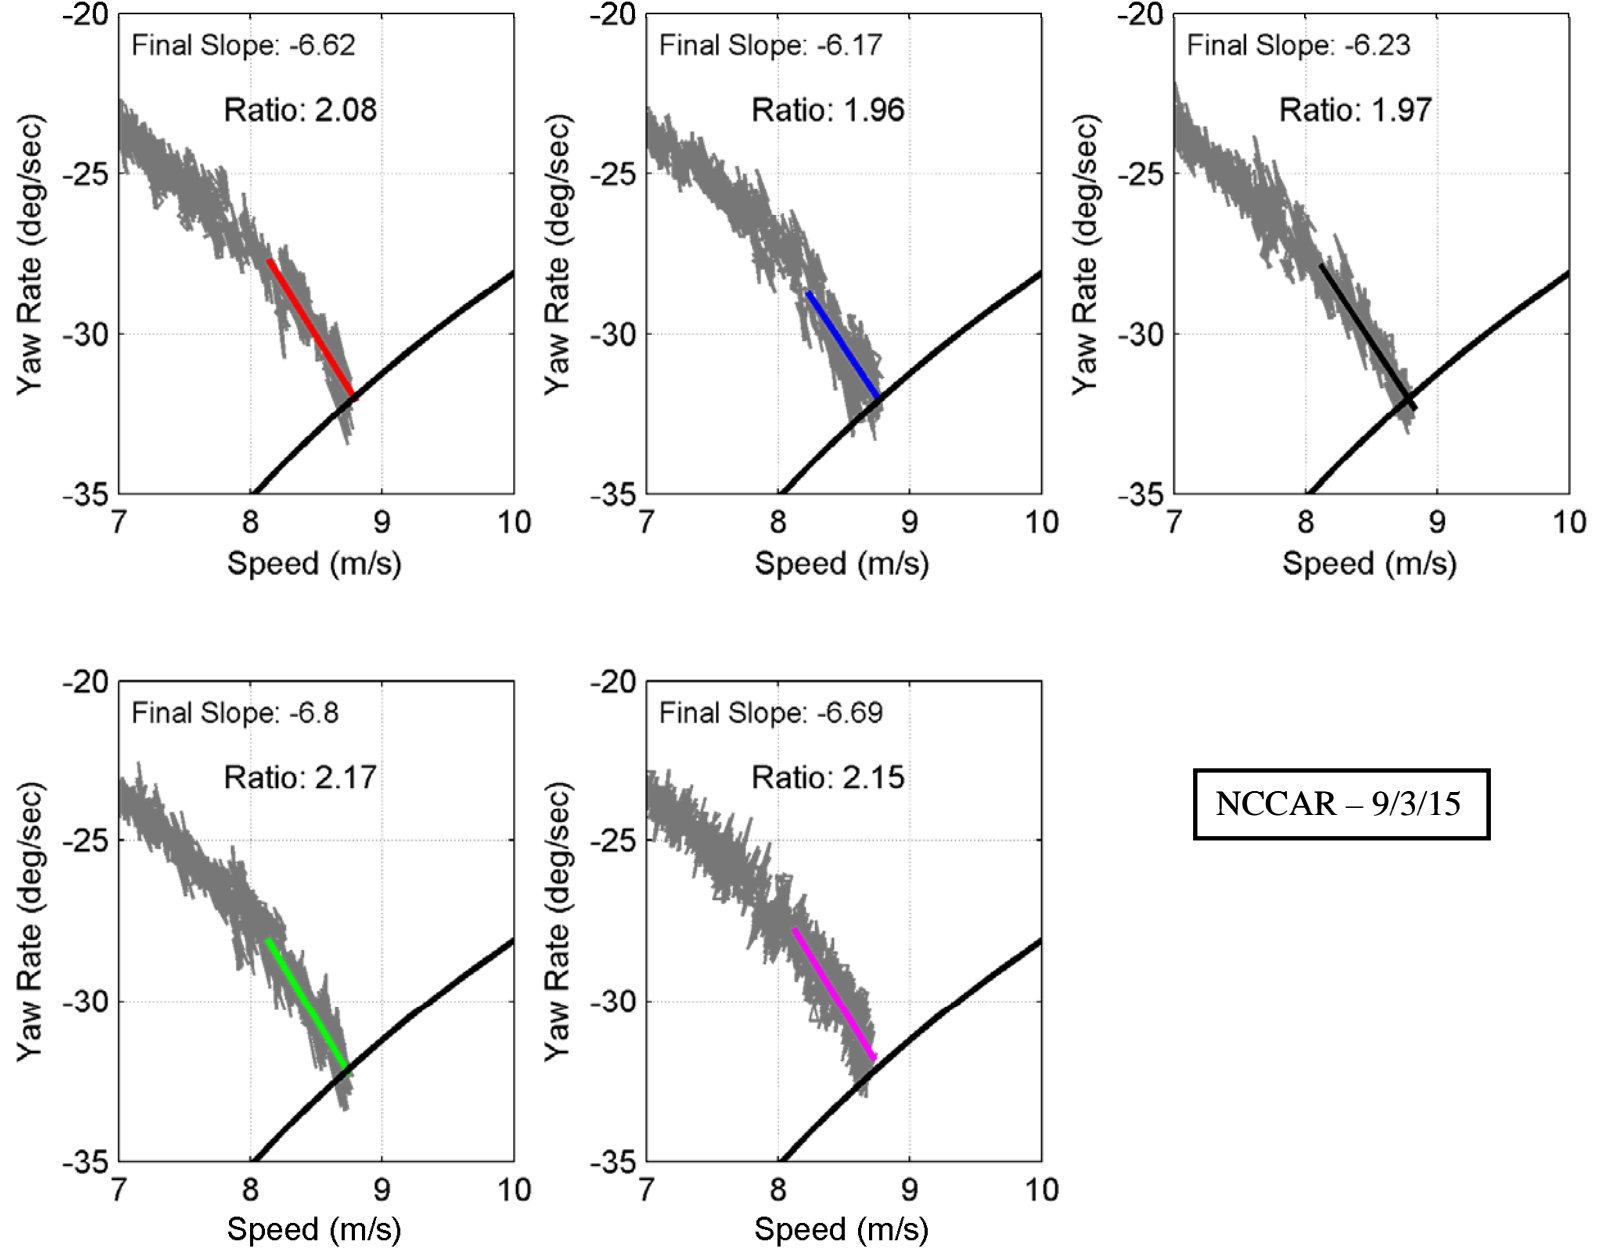 -20
Final Slope: -6.62
Ratio: 2.08
-25
-30
-35
7 8 9 10
Speed (m/s)
Yaw Rate (deg/sec)
-20
Final Slope: -6.17
Ratio: 1.96
-25
-30
-35
7 8 9 10
Speed (m/s)
Yaw Rate (deg/sec)
-20
Final Slope: -6.23
Ratio: 1.97
-25
-30
-35
7 8 9 10
Speed (m/s)
Yaw Rate (deg/sec)
-20
Final Slope: -6.8
Ratio: 2.17
-25
-30
-35
7 8 9 10
Speed (m/s)
Yaw Rate (deg/sec)
-20
Final Slope: -6.69
Ratio: 2.15
-25
-30
-35
7 8 9 10
Speed (m/s)
Yaw Rate (deg/sec)
NCCAR – 9/3/15